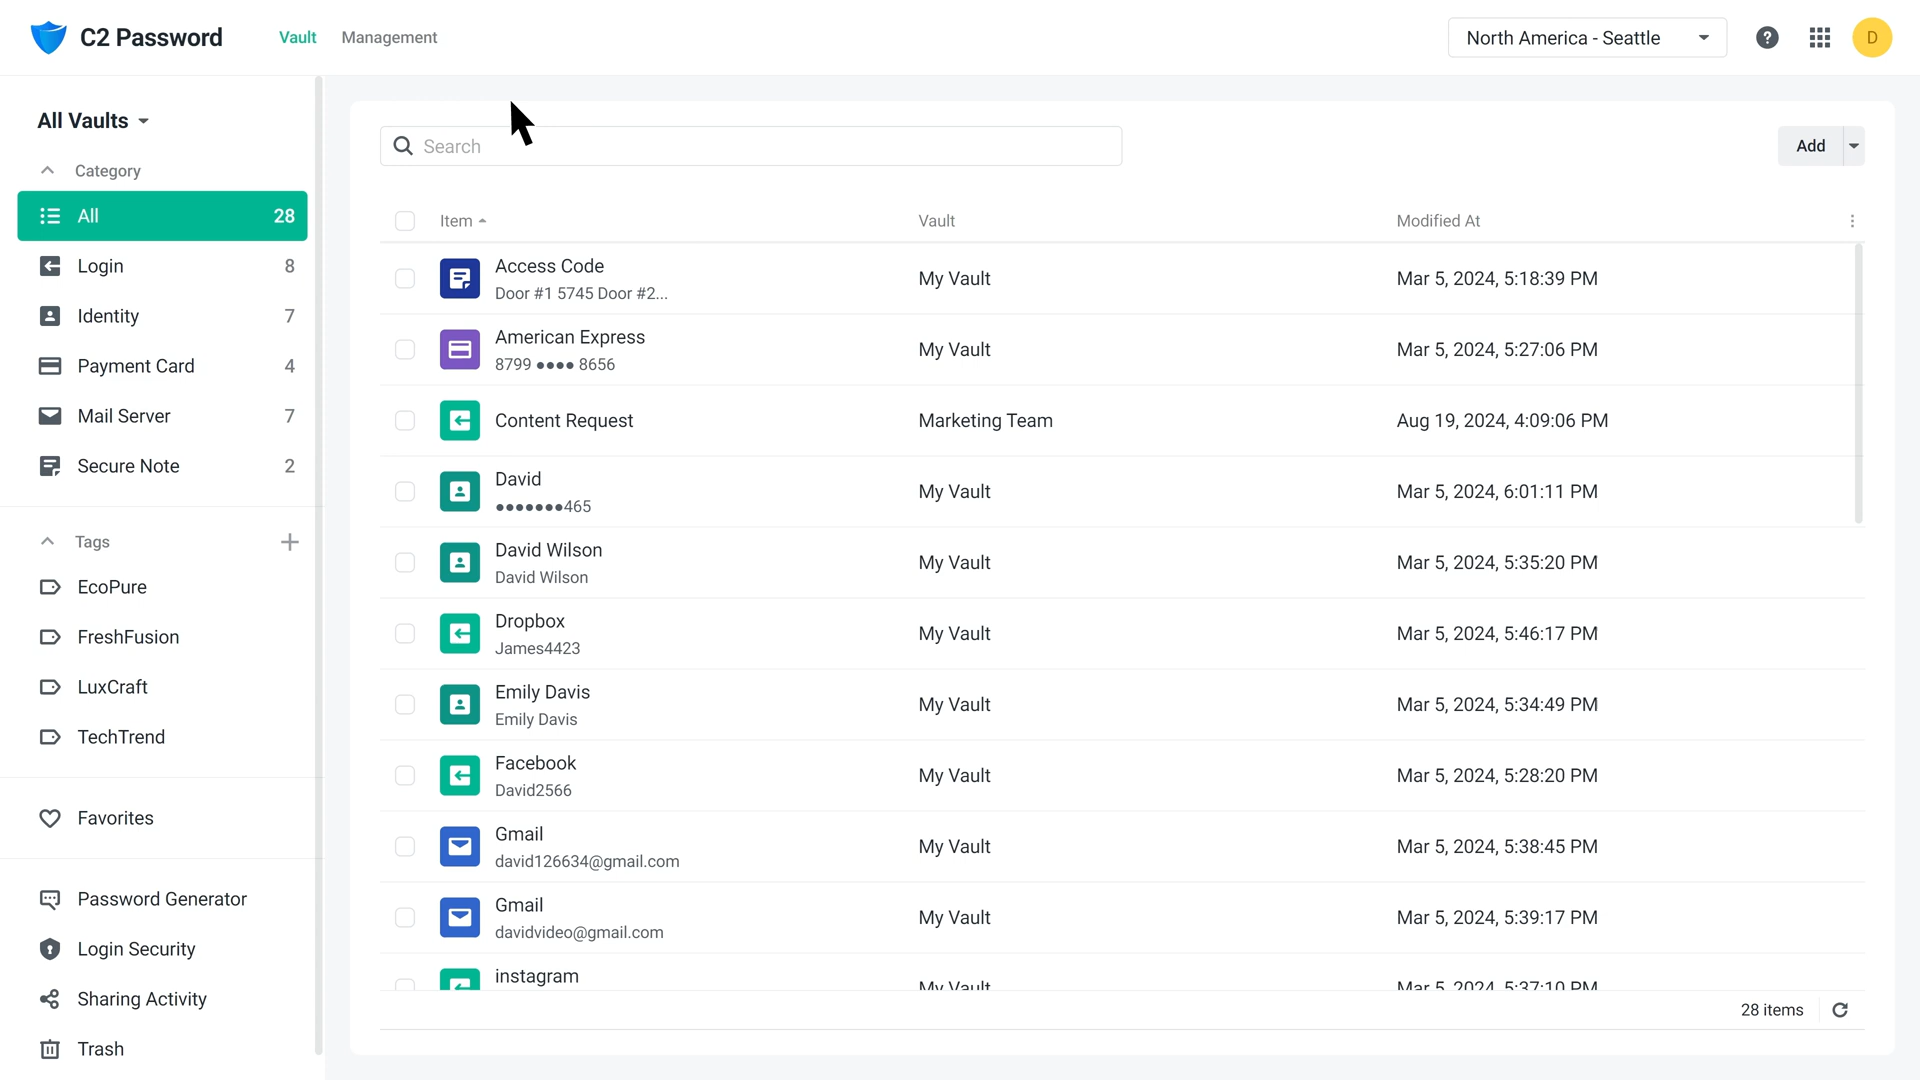 C2 Password
Vault
Management
North America - Seattle
D
All Vaults
Category
All
28
Login
8
Identity
7
Payment Card
4
Mail Server
7
Secure Note
2
Tags
EcoPure
FreshFusion
LuxCraft
TechTrend
Favorites
Password Generator
Login Security
Sharing Activity
Trash
Search
Add
Item
Vault
Modified At
Access Code
Door #1 5745 Door #2...
My Vault
Mar 5, 2024, 5:18:39 PM
American Express
8799 ●●●● 8656
My Vault
Mar 5, 2024, 5:27:06 PM
Content Request
Marketing Team
Aug 19, 2024, 4:09:06 PM
David
●●●●●●●465
My Vault
Mar 5, 2024, 6:01:11 PM
David Wilson
David Wilson
My Vault
Mar 5, 2024, 5:35:20 PM
Dropbox
James4423
My Vault
Mar 5, 2024, 5:46:17 PM
Emily Davis
Emily Davis
My Vault
Mar 5, 2024, 5:34:49 PM
Facebook
David2566
My Vault
Mar 5, 2024, 5:28:20 PM
Gmail
david126634@gmail.com
My Vault
Mar 5, 2024, 5:38:45 PM
Gmail
davidvideo@gmail.com
My Vault
Mar 5, 2024, 5:39:17 PM
instagram
My Vault
Mar 5, 2024, 5:37:10 PM
28 items